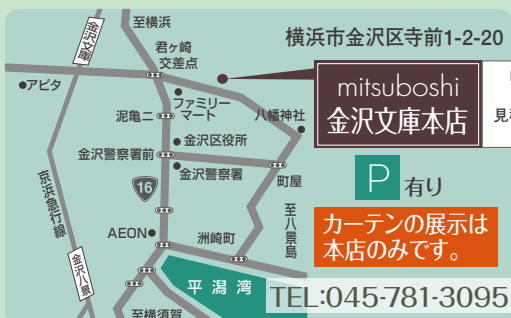 至横浜
金沢文庫
君ヶ崎
交差点
横浜市金沢区寺前1-2-20
アピタ
mitsuboshi
金沢文庫本店
ファミリー
マート
八幡神社
泥亀二
金沢区役所
金沢警察署前
金沢警察署
町屋
P 有り
16
京浜急行線
至八景島
カーテンの展示は
本店のみです。
AEON
洲崎町
金沢八景
平潟湾
TEL:045-781-3095
至横須賀